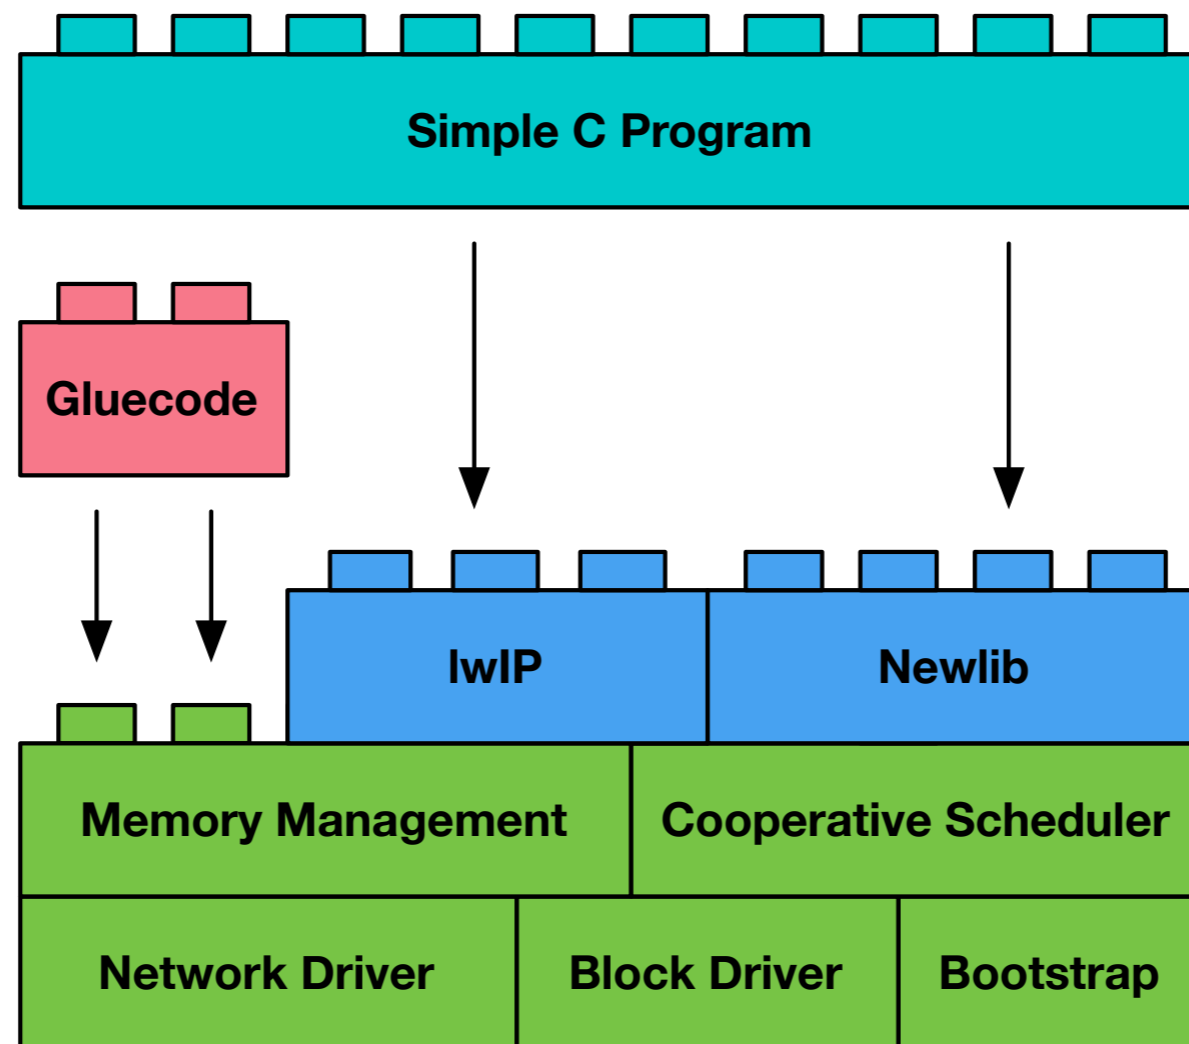 Simple C Program
Gluecode
lwIP
Newlib
Memory Management
Cooperative Scheduler
Network Driver
Block Driver
Bootstrap